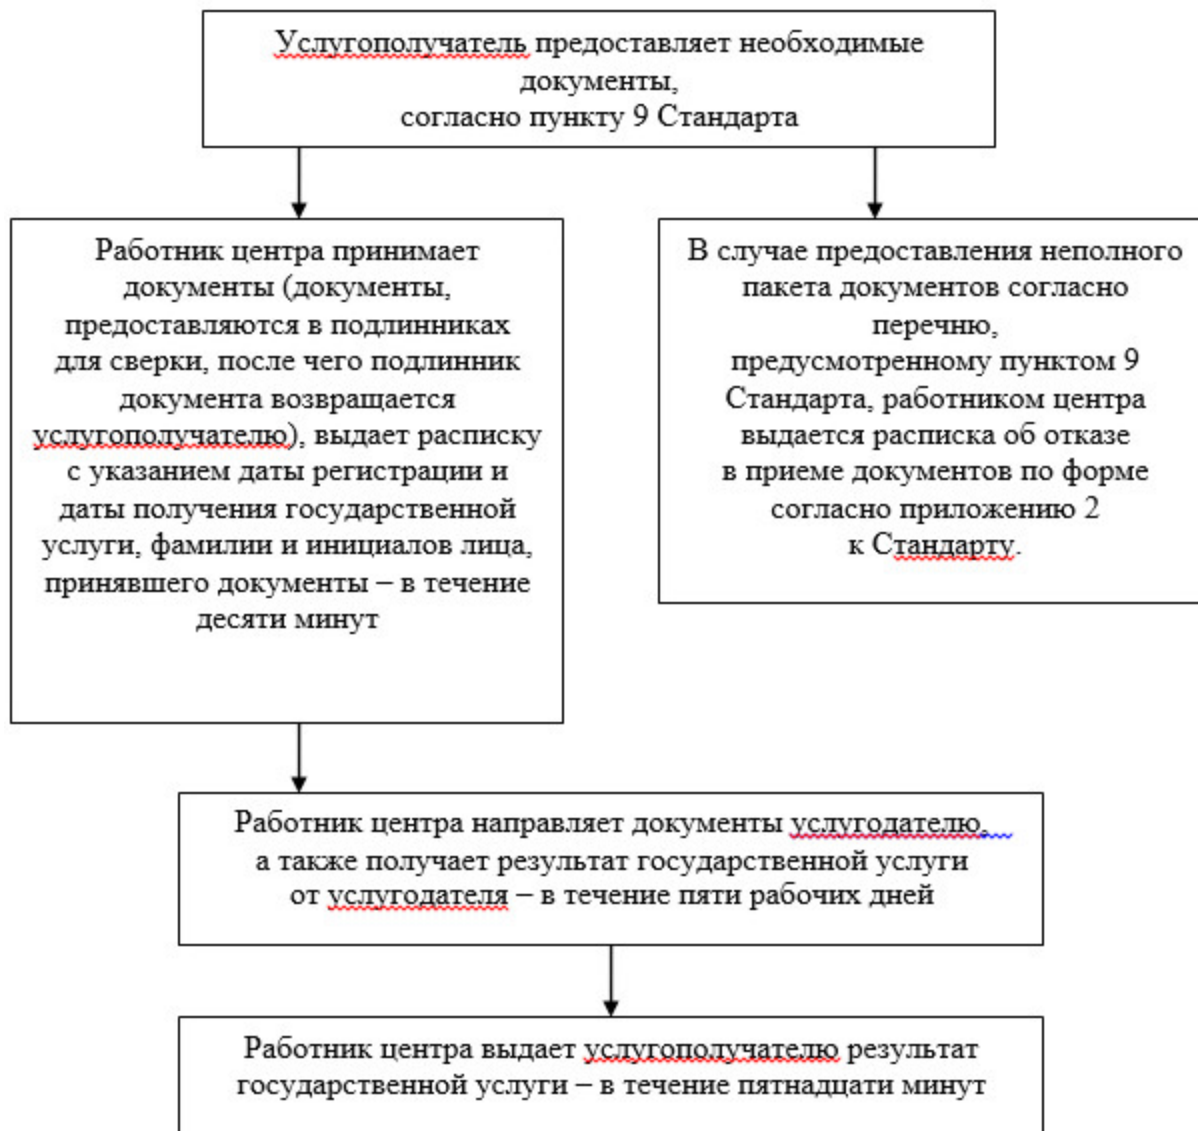 Услугополучатель предоставляет необходимые
документы,
согласно пункту 9 Стандарта
Работник центра принимает
документы (документы,
предоставляются в подлинниках
для сверки, после чего подлинник
документа возвращается
услугополучателю), выдает расписку
с указанием даты регистрации и
даты получения государственной
услуги, фамилии и инициалов лица,
принявшего документы – в течение
десяти минут
В случае предоставления неполного
пакета документов согласно
перечню,
предусмотренному пунктом 9
Стандарта, работником центра
выдается расписка об отказе
в приеме документов по форме
согласно приложению 2
к Стандарту.
Работник центра направляет документы услугодателю,
а также получает результат государственной услуги
от услугодателя – в течение пяти рабочих дней
Работник центра выдает услугополучателю результат
государственной услуги – в течение пятнадцати минут